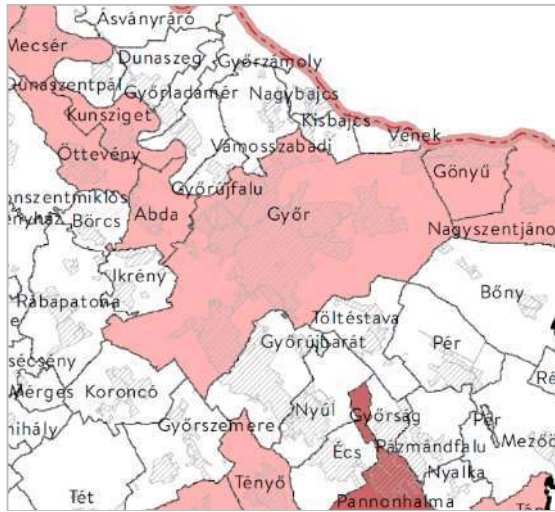 Ásványráró
Mecsér
Dunaszeg
Győrzámoly
Dunaszentpál
Győrladamér
Nagybajcs
Kunsziget
Kisbajcs
Vének
Öttevény
Vámosszabadi
Gönyű
Győrújfalu
Abda
Győr
Börcs
Nagyszentjáno
Ikrény
Bőny
Rábapatona
Töltéstava
Győrújbarát
Pér
Mérges
Koroncó
Nyúl
Győrság
Pér
Győrszemere
Pázmándfalu
Mezőö
Écs
Nyalka
Tét
Tényő
Pannonhalma